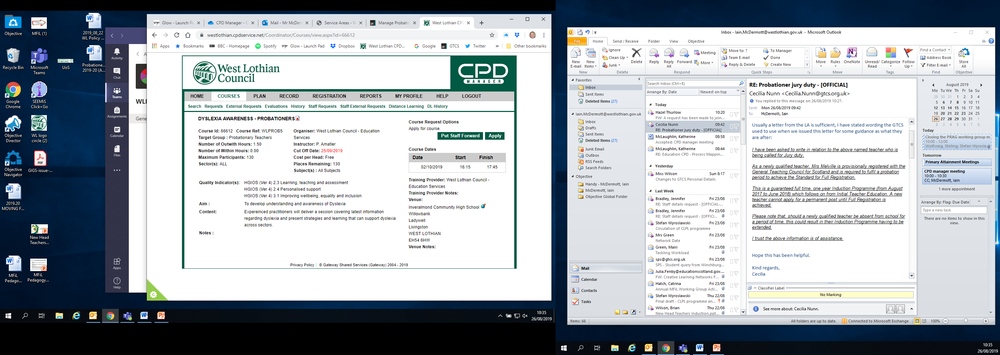 Objective
MFIL (1)
2019_08_22
WL Policy ...
Recycle Bin
Microsoft
Teams
UoS
Probatione...
2019-20 (A...
Google
Chrome
SEEMiS
Click+Go
Objective
Director
WL logo
circle (2)
Objective
Navigator
GIGS-issue-...
2019.20
MOVING F...
New Head
Teachers...
MFiL
Pedago...
MFiL
Pedagogy...
Activity
Chat
Teams
Assignments
Calendar
Files
Apps
Help
Gene
Glow - Launch Pa
CPD Manager - C
Mail - Mr McDerm
Service Areas - W
Manage Probatio
West Lothian CPD
westlothian.cpdservice.net/Coordinator/Courses/view.aspx?id=66612
Apps
Bookmarks
BBC - Homepage
Spotify
Glow - Launch Pad
Dropbox
West Lothian CPD...
Google
GTCS
Twitter
»
Other bookmarks
West Lothian
Council
CPD
MANAGER
HOME COURSES PLAN RECORD REGISTRATION REPORTS MY PROFILE HELP LOGOUT
Search Requests External Requests Evaluations History Staff Requests Staff External Requests Distance Learning DL History
DYSLEXIA AWARENESS - PROBATIONERS
Course Id: 66612 Course Ref: WLPROB5
Target Group : Probationary Teachers
Number of Outwith Hours: 1.50
Number of Within Hours: 0.00
Maximum Participants: 130
Sector(s): ALL
Organiser: West Lothian Council - Education
Services
Instructor: P. Amatler
Cut Off Date: 25/09/2019
Cost per Head: Free
Places Remaining: 130
Subject(s) : All Subjects
Quality Indicator(s): HGIOS (Ver 4) 2.3 Learning, teaching and assessment
HGIOS (Ver 4) 2.4 Personalised support
HGIOS (Ver 4) 3.1 Improving wellbeing, equality and inclusion
Aim : To develop understanding and awareness of Dyslexia
Content: Expereinced practitioners will deliver a session covering latest information
regarding dyslexia and present strategies and learning that can support dyslexia
across sectors.
Notes :
Course Request Options
Apply for course.
Put Staff Forward Apply
Course Dates
Date Start Finish
02/10/2019 16:15 17:45
Training Provider: West Lothian Council -
Education Services
Training Provider Notes:
Venue:
Inveralmond Community High School
Willowbank
Ladywell
Livingston
WEST LOTHIAN
EH54 6HW
Venue Notes:
Privacy Policy | © Gateway Shared Services (Gateway) 2004 - 2019
10:35
26/08/2019
Inbox - Iain.McDermott@westlothian.gov.uk - Microsoft Outlook
File Home Send / Receive Folder View Objective
New
E-mail
New
Items
New
Ignore
Clean Up
Junk
Delete
Delete
Reply
Reply
All
Forward
Meeting
More
Respond
Move to: ?
Team E-mail
Reply & Delete
To Manager
Done
Create New
Quick Steps
Move
Rules
OneNote
Move
Unread/
Read
Categorize
Follow
Up
Tags
Find a Contact
Address Book
Filter E-mail
Find
Store
All
Objective
Favorites
Inbox
Sent Items
Deleted Items (27)
Iain.McDermott@westlothian.gov.uk
Inbox
Drafts
Sent Items
Deleted Items (27)
Junk Email
Outbox
RSS Feeds
Search Folders
Objective
Handy - McDermott, Iain
McDermott, Iain
Objective Global Folder
Mail
Calendar
Contacts
Tasks
Search Inbox (Ctrl+E)
Arrange By: Date Newest on top
Today
Hazel Thurlow 10:20
FW: A request has been made to join...
Cecilia Nunn 09:42
RE: Probationer jury duty - [OFFICIAL]
McLaughlin, Katherine 08:58
Accepted: CPD manager meeting
McLaughlin, Katherine 08:44
RE: Education CPD - Process Mappin...
Yesterday
Miss Wilson Sun 8:17
Changes to GTCS Personal Details
Last Week
Bradley, Jennifer Fri 23/08
RE: Staff details request - [OFFICIAL-...
Bradley, Jennifer Fri 23/08
RE: Staff details request - [OFFICI...
Stefan Wyroslawski Fri 23/08
Circulation of CLPL programme
Mrs Green Fri 23/08
Network Date
Green, Mairi Fri 23/08
Tackling Workload
sps@gtcs.org.uk Fri 23/08
SPS - Student query from Winchburg...
Julia.Fenby@educationscotland.gov.... Fri 23/08
FW: Creative Learning Networks F...
Hatch, Catrina Fri 23/08
Annual MFiL Working Group Acti...
Stefan Wyroslawski Thu 22/08
Final draft - CLPL programme an...
Wilson, Brian Thu 22/08
New Head Teachers Induction.ppt...
RE: Probationer jury duty - [OFFICIAL]
Cecilia Nunn <Cecilia.Nunn@gtcs.org.uk>
You replied to this message on 26/08/2019 10:27.
Sent: Mon 26/08/2019 09:42
To: McDermott, Iain
Usually a letter from the LA is sufficient, I have stated wording the GTCS
used to use when we issued this letter for some guidance as what they
are after:
I have been asked to write in relation to the above named teacher who is
being called for Jury duty.
As a newly qualified teacher, Mrs Melville is provisionally registered with the
General Teaching Council for Scotland and is required to fulfil a probation
period to achieve the Standard for Full Registration.
This is a guaranteed full time, one year Induction Programme (from August
2017 to June 2018) which follows on from Initial Teacher Education. A new
teacher cannot apply for a permanent post until Full Registration is
achieved.
Please note that, should a newly qualified teacher be absent from school for
a period of time, this could result in their Induction Programme having to be
extended.
I trust the above information is of assistance.
Hope this has been helpful.
Kind regards,
Cecilia
Classifier Label
No Marking
See more about: Cecilia Nunn.
August 2019
Mo Tu We Th Fr Sa Su
29 30 31 1 2 3 4
5 6 7 8 9 10 11
12 13 14 15 16 17 18
19 20 21 22 23 24 25
26 27 28 29 30 31 1
2 3 4 5 6 7 8
Today
Closing the PRAG working group m
10:00 - 12:00
Wolfcraig, Stirling; Stefan Wyrosla
Tomorrow
Primary Attainment Meetings
CPD manager meeting
10:00 - 10:30
CC; McDermott, Iain
1 more appointment
Arrange By: Flag: Due Date
Type a new task
There are no items to show in this
view.
Items: 66
All folders are up to date. Connected to Microsoft Exchange 100%
10:35
26/08/2019